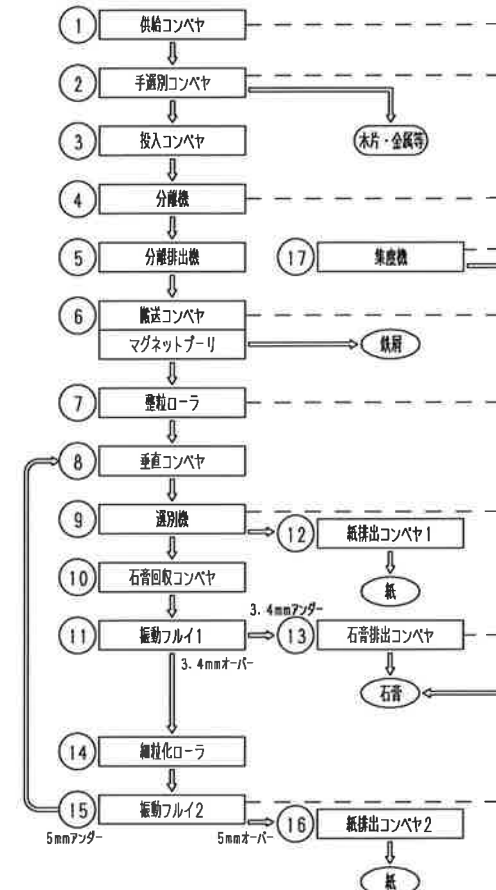 1 供給コンベヤ
2 手選別コンベヤ
木片・金属等
3 投入コンベヤ
4 分離機
5 分離排出機
17 集塵機
6 搬送コンベヤ
マグネットプーリ
鉄屑
7 整粒ローラ
8 垂直コンベヤ
9 選別機
12 紙排出コンベヤ1
10 石膏回収コンベヤ
紙
3.4mmアンダー
11 振動フルイ1
13 石膏排出コンベヤ
3.4mmオーバー
石膏
14 細粒化ローラ
15 振動フルイ2
16 紙排出コンベヤ2
5mmアンダー
5mmオーバー
紙